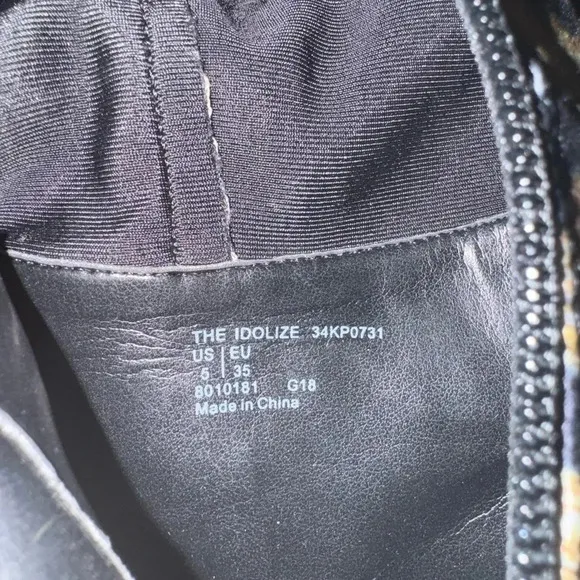 THE IDOLIZE 34KP0731
US | EU
5 | 35
8010181 G18
Made in China